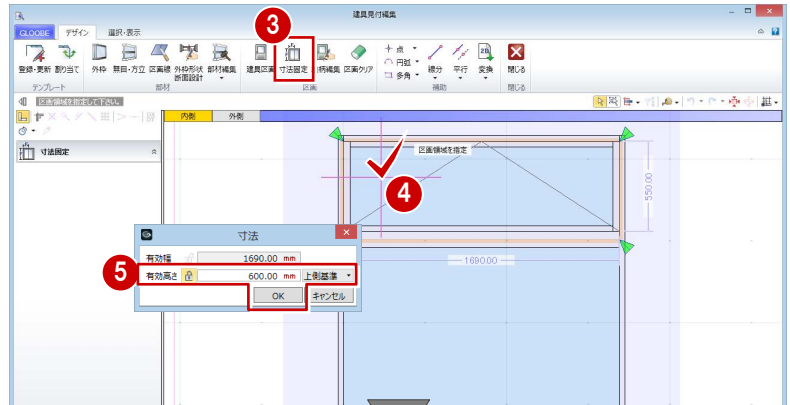 建具見付編集
GLOOBE デザイン 選択・表示
3
登録・更新 割り当て 外枠 無目・方立 区画線 外枠形状断面設計 部材編集 建具区画 寸法固定 区画クリア
点 円弧 多角 線分 平行 変換 閉じる
テンプレート 部材 区画 補助 閉じる
区画領域を指定して下さい。
内側 外側
寸法固定
区画領域を指定
4
550.00
寸法
有効幅 1690.00 mm
5
有効高さ 600.00 mm 上側基準
OK キャンセル
1690.00